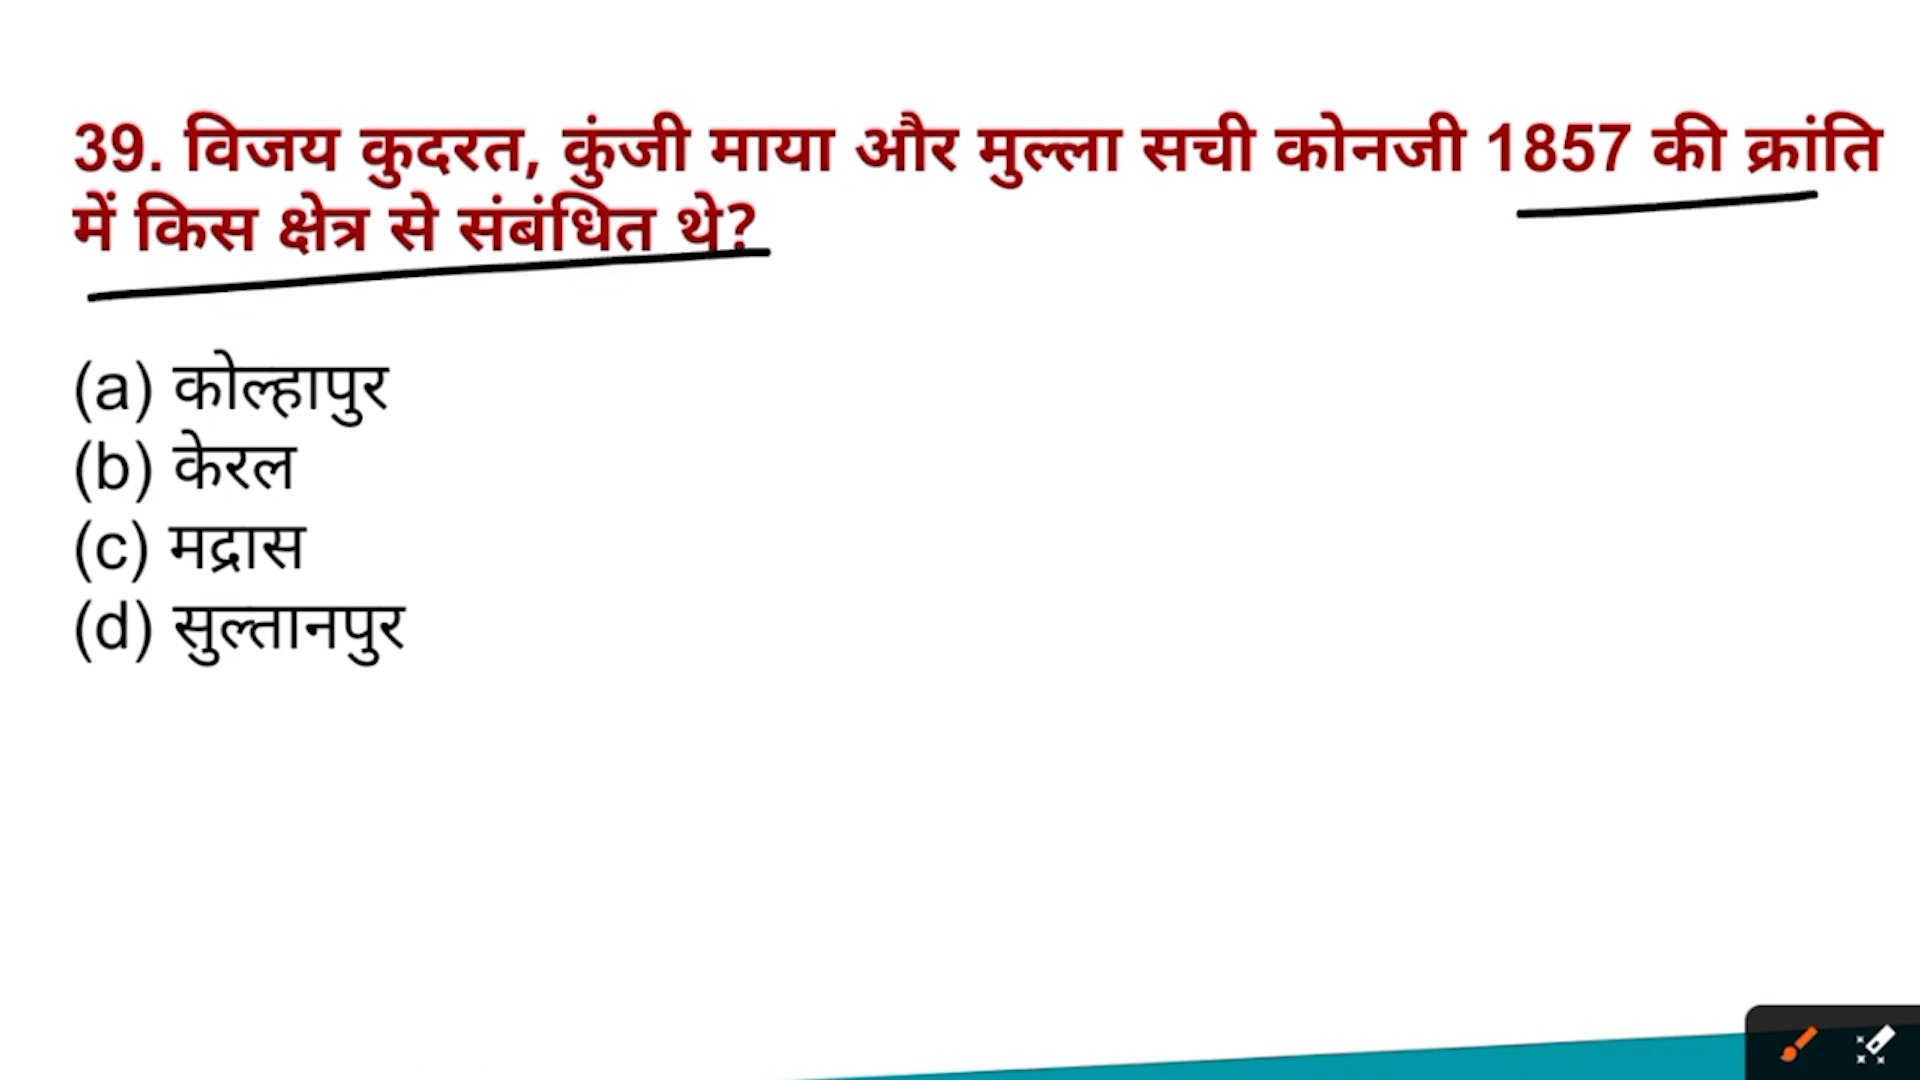 39. विजय कुदरत, कुंजी माया और मुल्ला सची कोनजी 1857 की क्रांति
में किस क्षेत्र से संबंधित थे?
(a) कोल्हापुर
(b) केरल
(c) मद्रास
(d) सुल्तानपुर